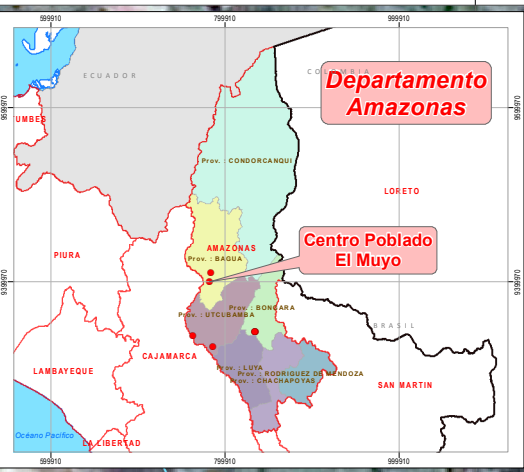 599910 799910 999910
ECUADOR
COLOMBIA
Departamento
Amazonas
9599970
9599970
UMBES
Prov. : CONDORCANQUI
LORETO
Centro Poblado
El Muyo
AMAZONAS
PIURA
Prov. : BAGUA
9399970
9399970
Prov. : BONGARA
Prov. : UTCUBAMBA
BRASIL
CAJAMARCA
Prov. : LUYA
LAMBAYEQUE
Prov. : RODRIGUEZ DE MENDOZA
Prov. : CHACHAPOYAS
SAN MARTIN
Océano Pacífico
LA LIBERTAD
599910 799910 999910